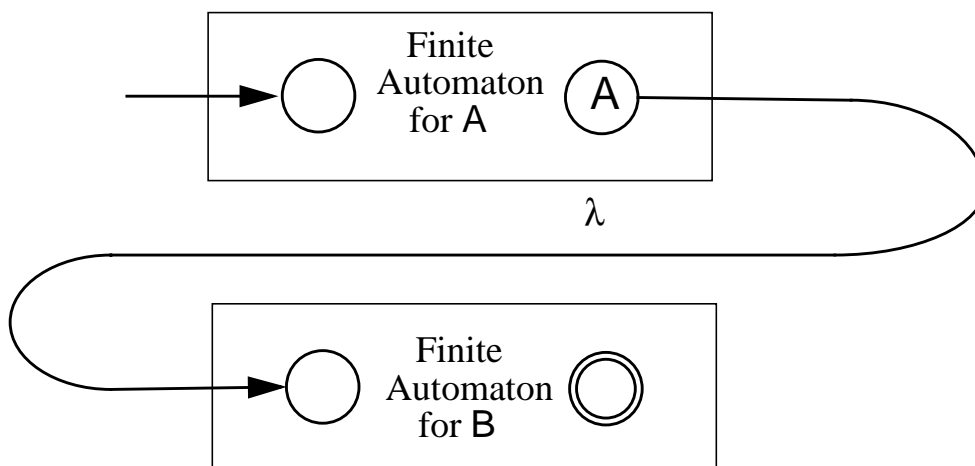 Finite
Automaton
for A
A
λ
Finite
Automaton
for B